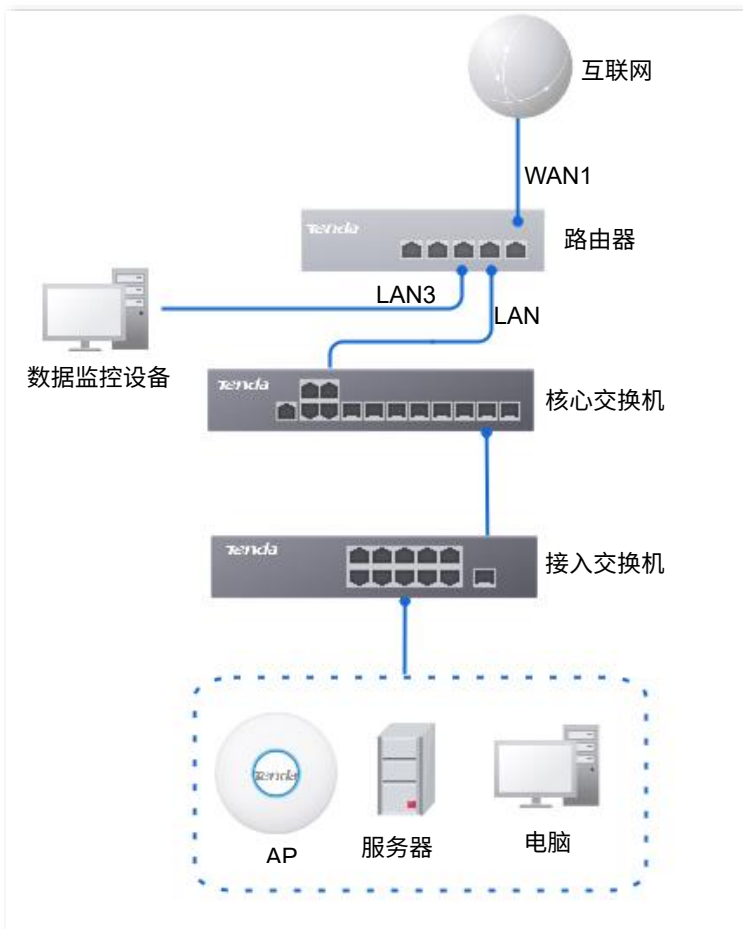 互联网
WAN1
Tenda
路由器
LAN3
LAN
数据监控设备
Tenda
核心交换机
Tenda
接入交换机
Tenda
AP
服务器
电脑